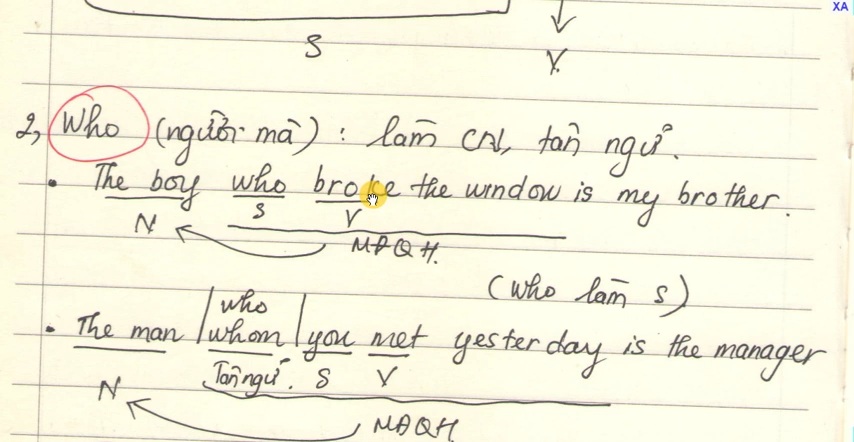 XA
S
V
2, Who (người mà) : làm CN, tân ngữ.
• The boy who broke the window is my brother.
S V
N MĐQH.
(Who làm S)
who
• The man whom you met yesterday is the manager
Tân ngữ. S V
N
MĐQH